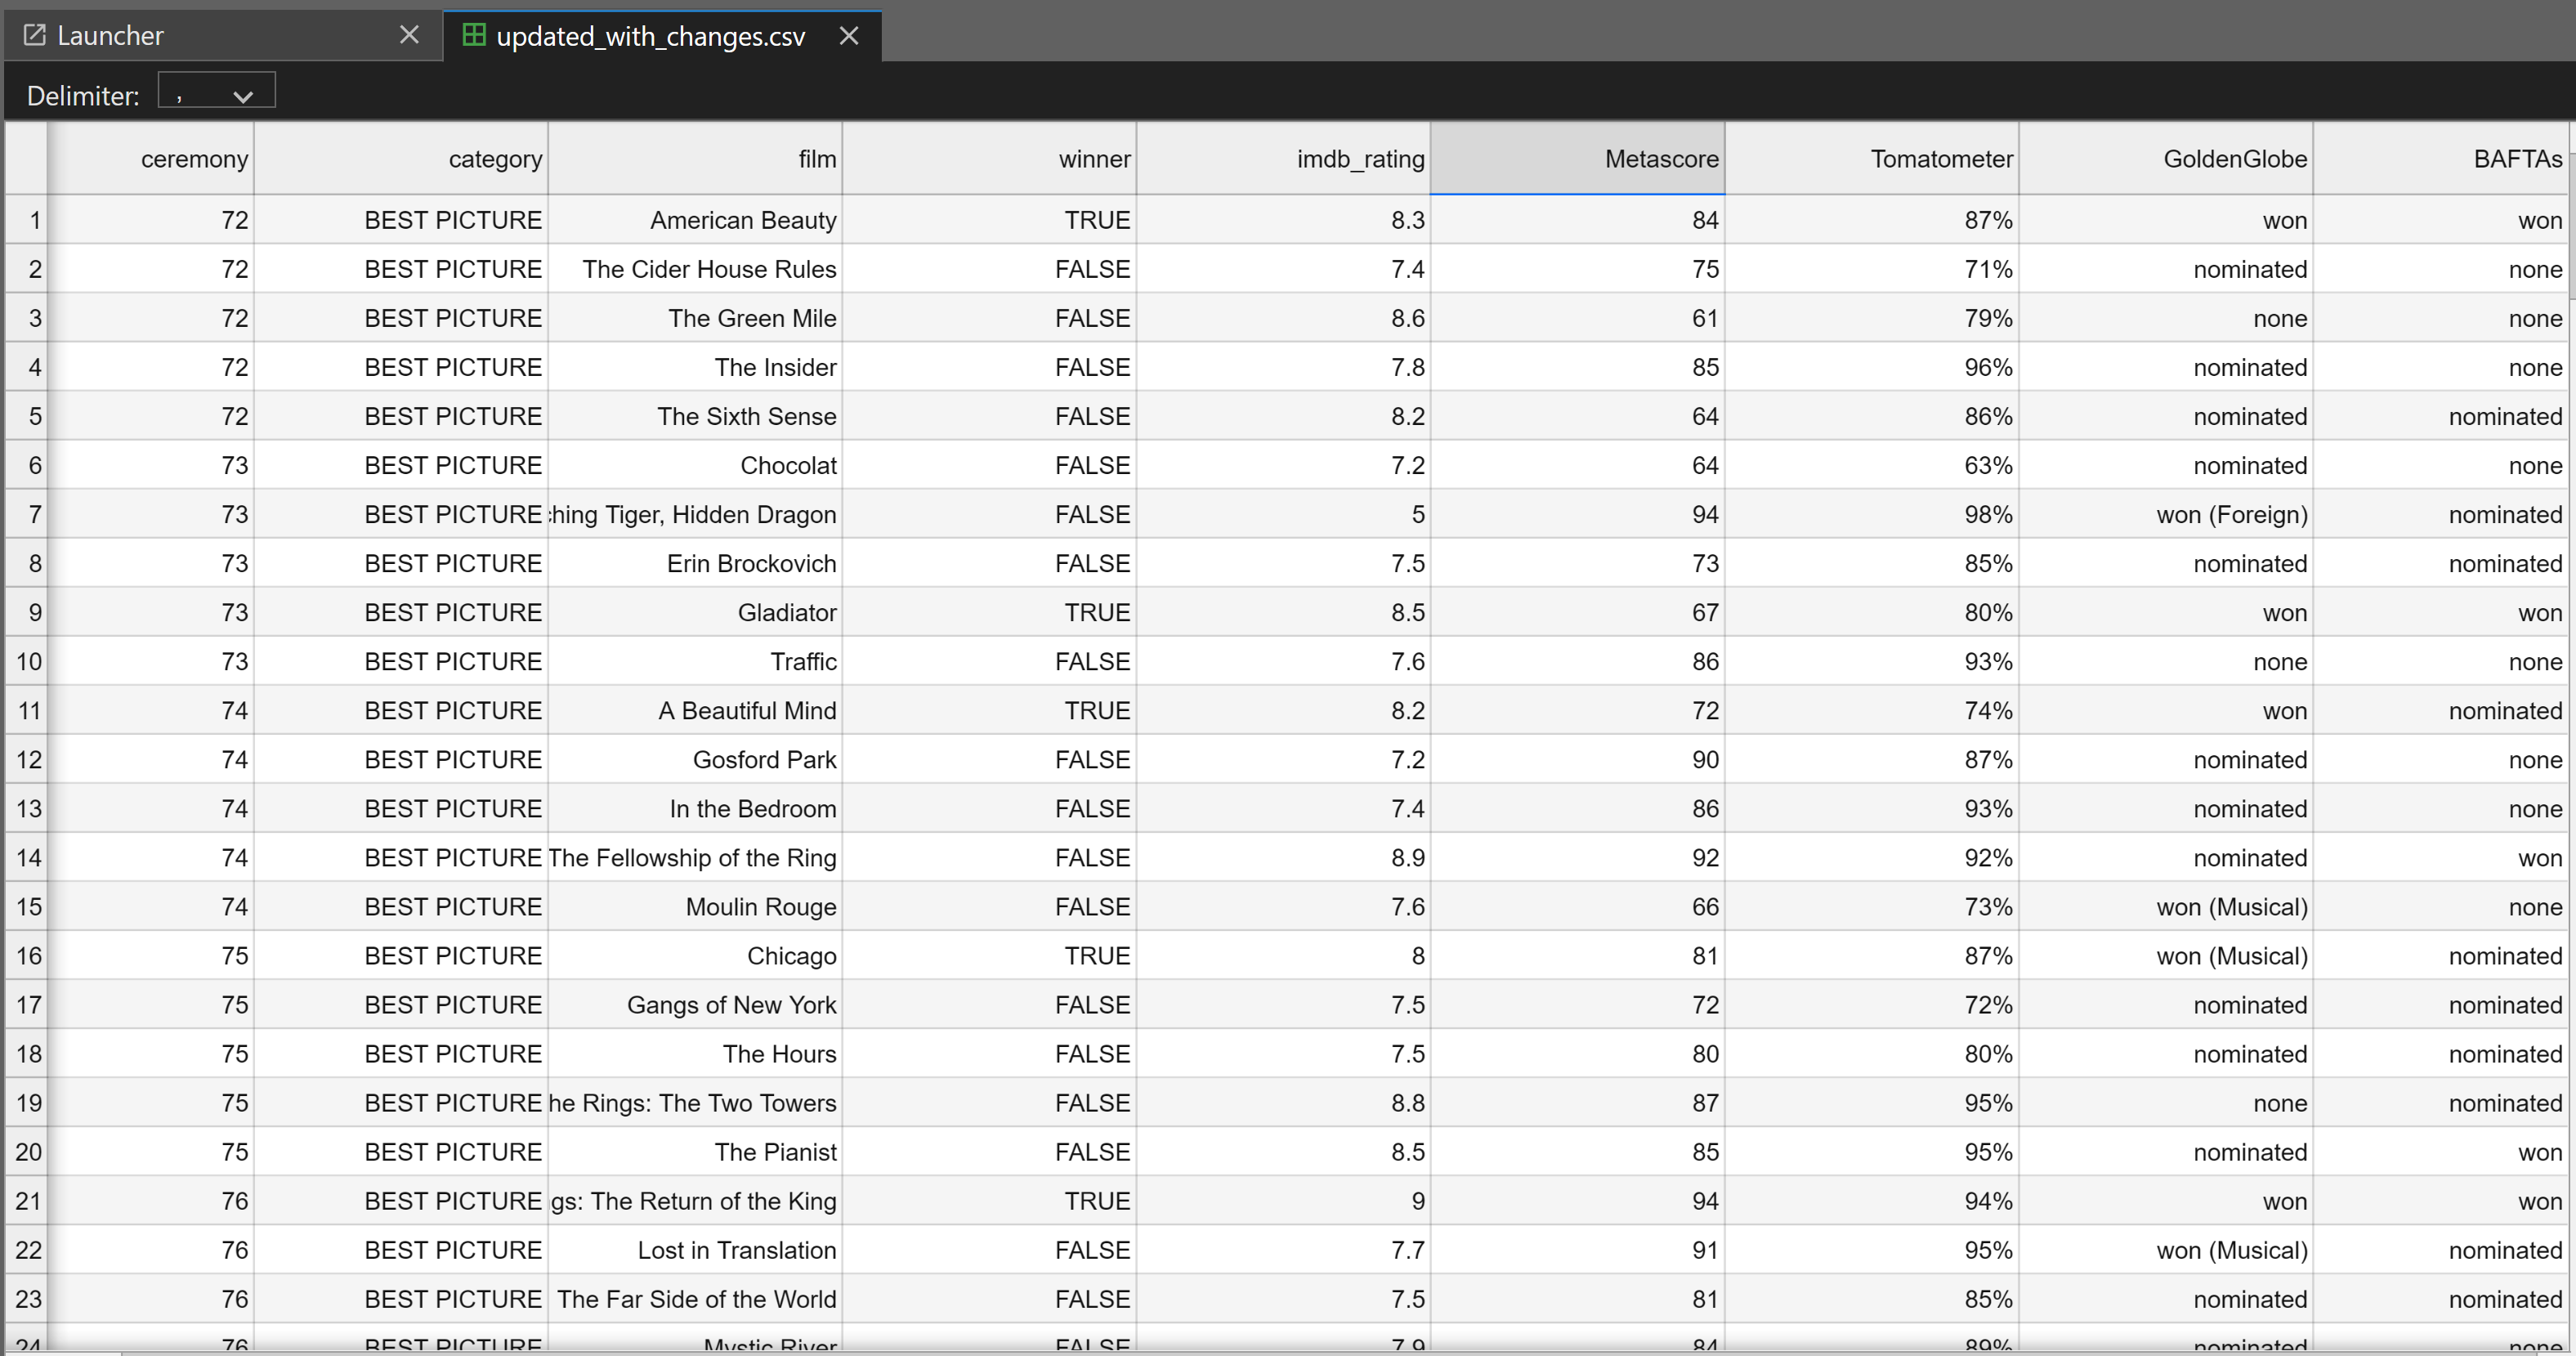 Launcher
updated_with_changes.csv
Delimiter: ,
ceremony category film winner imdb_rating Metascore Tomatometer GoldenGlobe BAFTAs
1 72 BEST PICTURE American Beauty TRUE 8.3 84 87% won won
2 72 BEST PICTURE The Cider House Rules FALSE 7.4 75 71% nominated none
3 72 BEST PICTURE The Green Mile FALSE 8.6 61 79% none none
4 72 BEST PICTURE The Insider FALSE 7.8 85 96% nominated none
5 72 BEST PICTURE The Sixth Sense FALSE 8.2 64 86% nominated nominated
6 73 BEST PICTURE Chocolat FALSE 7.2 64 63% nominated none
7 73 BEST PICTURE ching Tiger, Hidden Dragon FALSE 5 94 98% won (Foreign) nominated
8 73 BEST PICTURE Erin Brockovich FALSE 7.5 73 85% nominated nominated
9 73 BEST PICTURE Gladiator TRUE 8.5 67 80% won won
10 73 BEST PICTURE Traffic FALSE 7.6 86 93% none none
11 74 BEST PICTURE A Beautiful Mind TRUE 8.2 72 74% won nominated
12 74 BEST PICTURE Gosford Park FALSE 7.2 90 87% nominated none
13 74 BEST PICTURE In the Bedroom FALSE 7.4 86 93% nominated none
14 74 BEST PICTURE The Fellowship of the Ring FALSE 8.9 92 92% nominated won
15 74 BEST PICTURE Moulin Rouge FALSE 7.6 66 73% won (Musical) none
16 75 BEST PICTURE Chicago TRUE 8 81 87% won (Musical) nominated
17 75 BEST PICTURE Gangs of New York FALSE 7.5 72 72% nominated nominated
18 75 BEST PICTURE The Hours FALSE 7.5 80 80% nominated nominated
19 75 BEST PICTURE he Rings: The Two Towers FALSE 8.8 87 95% none nominated
20 75 BEST PICTURE The Pianist FALSE 8.5 85 95% nominated won
21 76 BEST PICTURE gs: The Return of the King TRUE 9 94 94% won won
22 76 BEST PICTURE Lost in Translation FALSE 7.7 91 95% won (Musical) nominated
23 76 BEST PICTURE The Far Side of the World FALSE 7.5 81 85% nominated nominated
24 76 BEST PICTURE Mystic River FALSE 7.9 84 89% nominated none